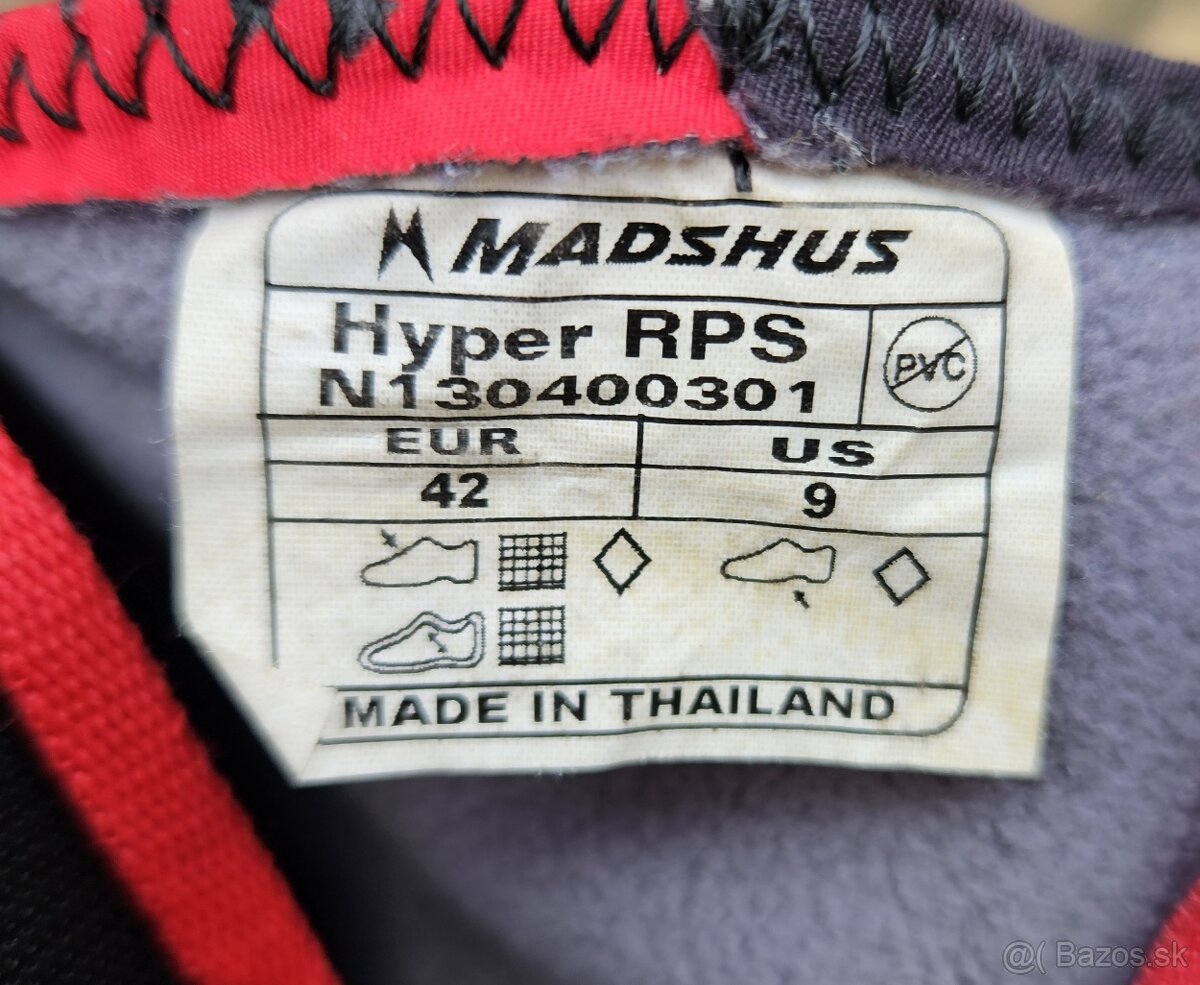 MADSHUS
Hyper RPS
PVC
N130400301
EUR US
42 9
MADE IN THAILAND
@( Bazos.sk